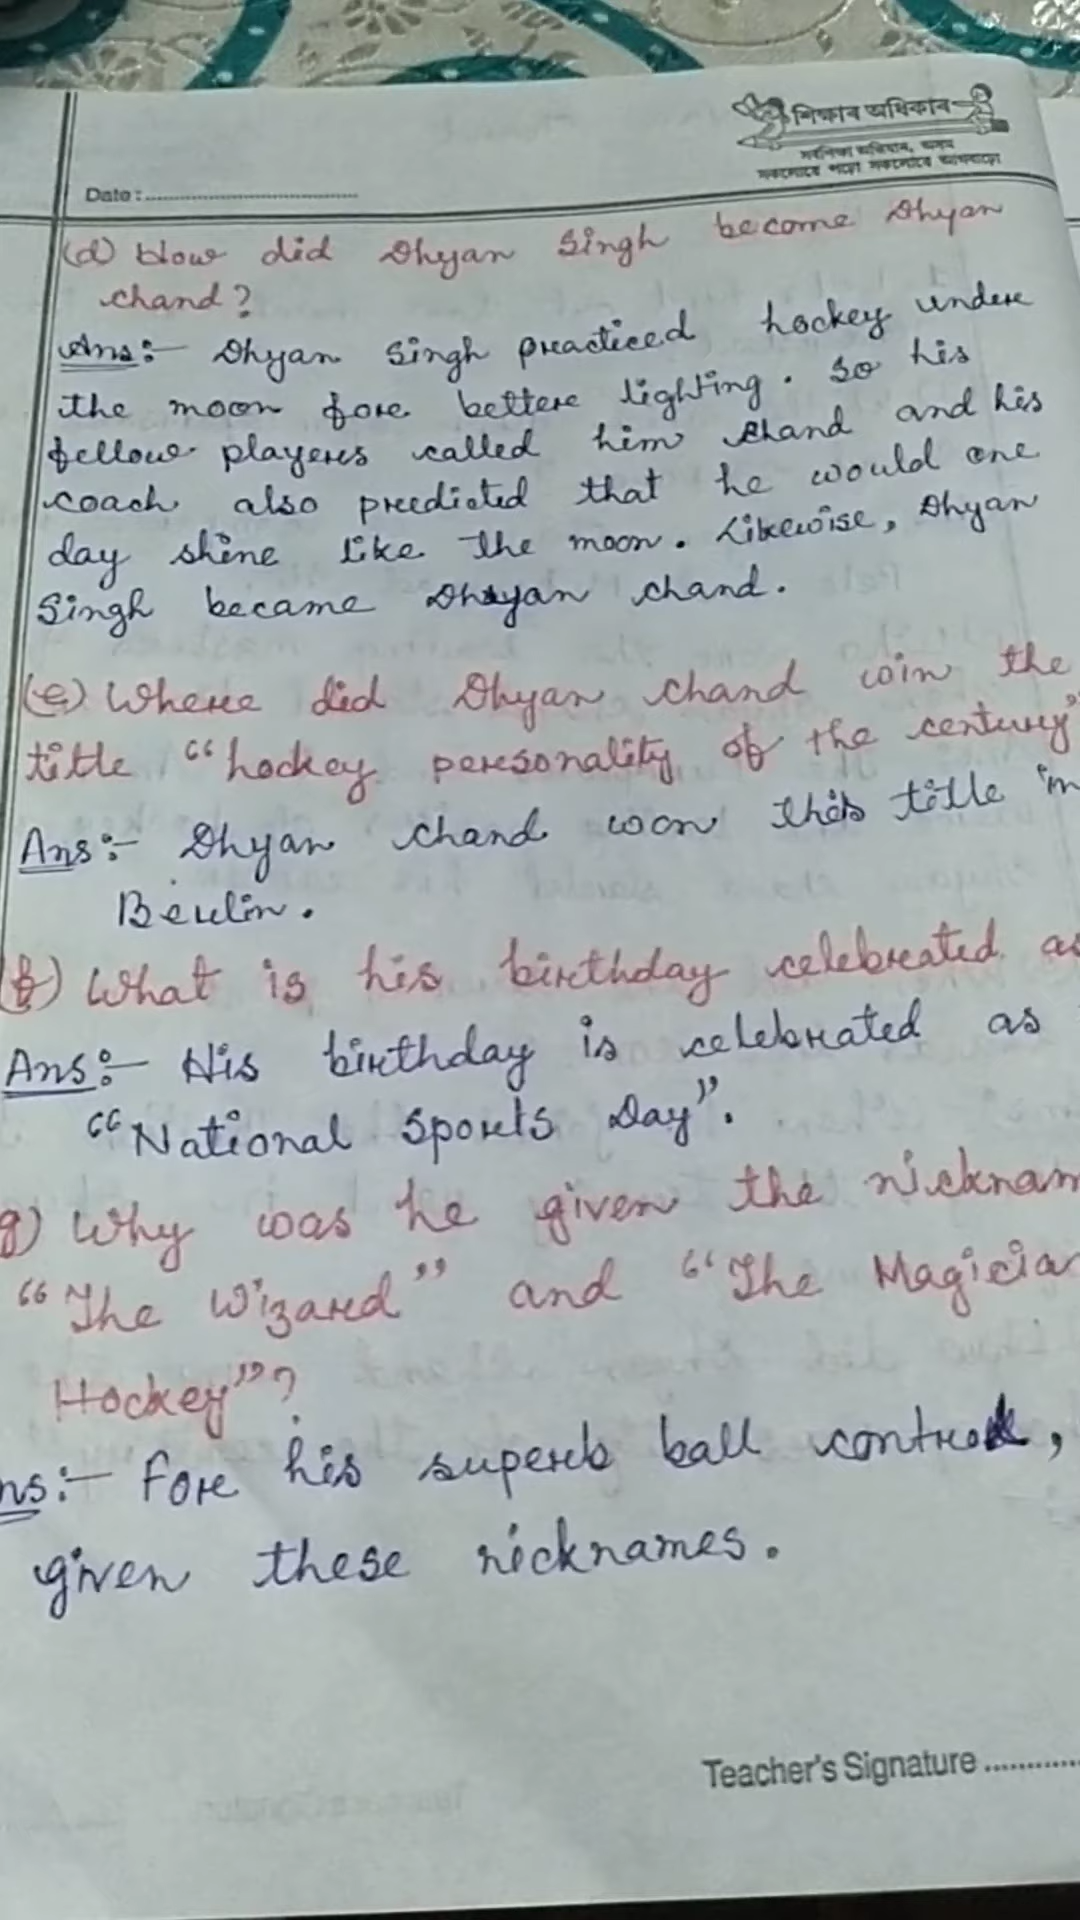 শিক্ষাৰ অধিকাৰ
সৰ্বশিক্ষা অভিযান, অসম
Date :
(d) How did Dhyan Singh become Dhyan
chand?
Ans:- Dhyan Singh practiced hockey under
the moon for better lighting. So his
fellow players called him chand and his
coach also predicted that he would one
day shine like the moon. Likewise, Dhyan
Singh became Dhyan chand.
(e) Where did Dhyan chand win the
title "hockey personality of the century"
Ans:- Dhyan chand won this title in
Berlin.
(f) What is his birthday celebrated as
Ans:- His birthday is celebrated as
"National Sports Day".
g) Why was he given the nicknam
"The Wizard" and "The Magician
Hockey"?
ns:- For his superb ball control,
given these nicknames.
Teacher's Signature